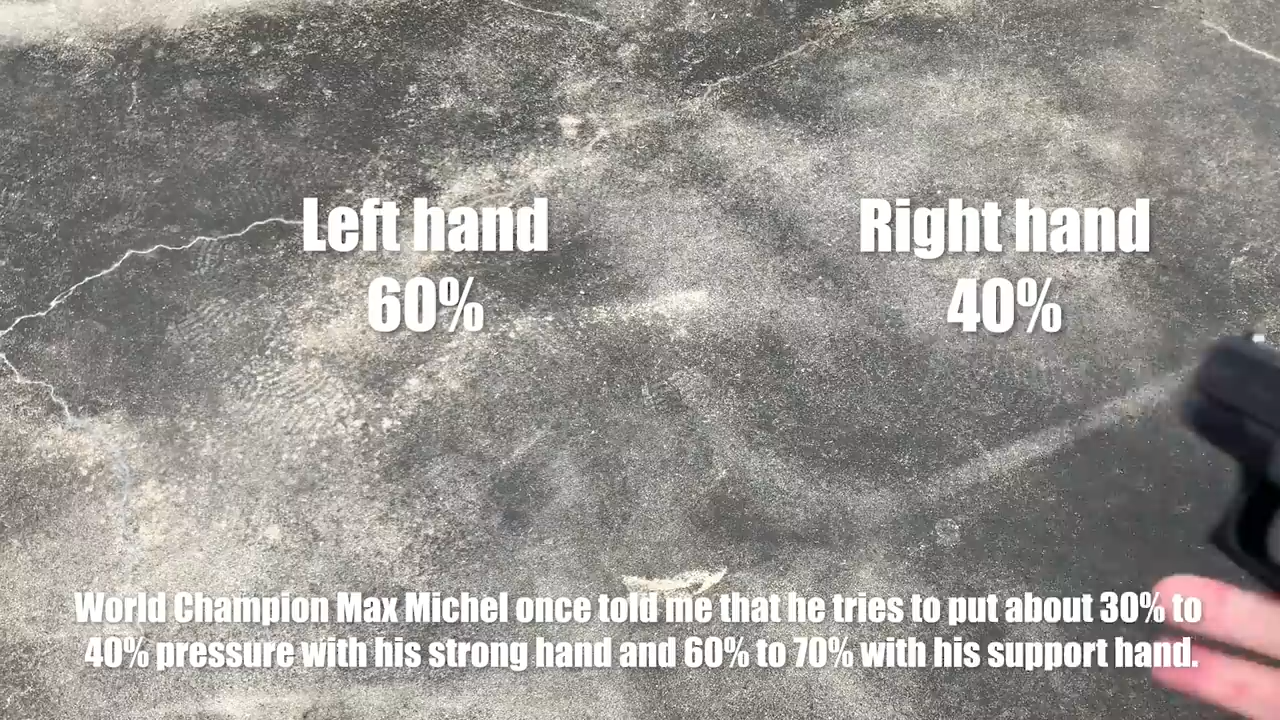 Left hand
60%
Right hand
40%
World Champion Max Michel once told me that he tries to put about 30% to
40% pressure with his strong hand and 60% to 70% with his support hand.